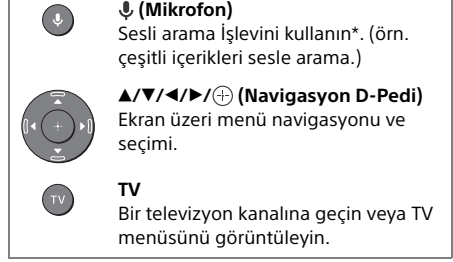 (Mikrofon)
Sesli arama İşlevini kullanın*. (örn.
çeşitli içerikleri sesle arama.)
▲/▼/◄/►/ (Navigasyon D-Pedi)
Ekran üzeri menü navigasyonu ve
seçimi.
TV
TV
Bir televizyon kanalına geçin veya TV
menüsünü görüntüleyin.